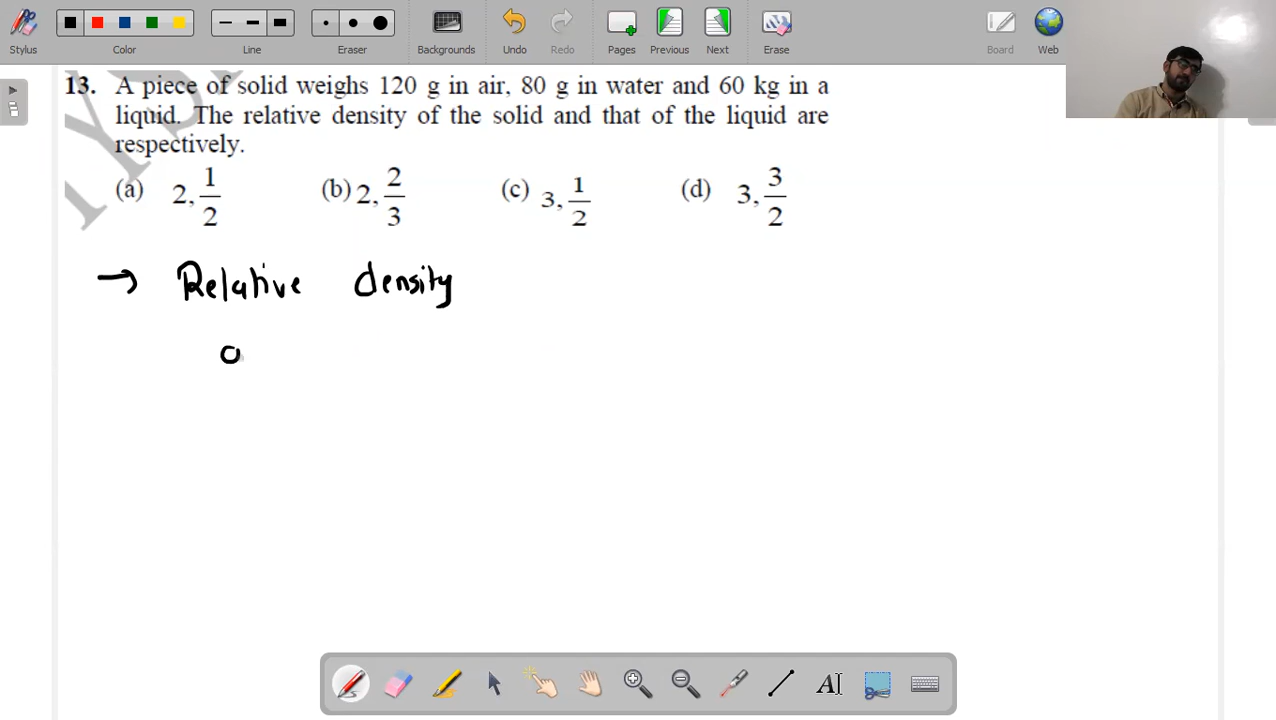 Stylus
Color
Line
Eraser
Backgrounds
Undo
Redo
Pages
Previous
Next
Erase
Board
Web
13. A piece of solid weighs 120 g in air, 80 g in water and 60 kg in a
liquid. The relative density of the solid and that of the liquid are
respectively.
(a) 2, 1/2 (b) 2, 2/3 (c) 3, 1/2 (d) 3, 3/2
→ Relative density
o